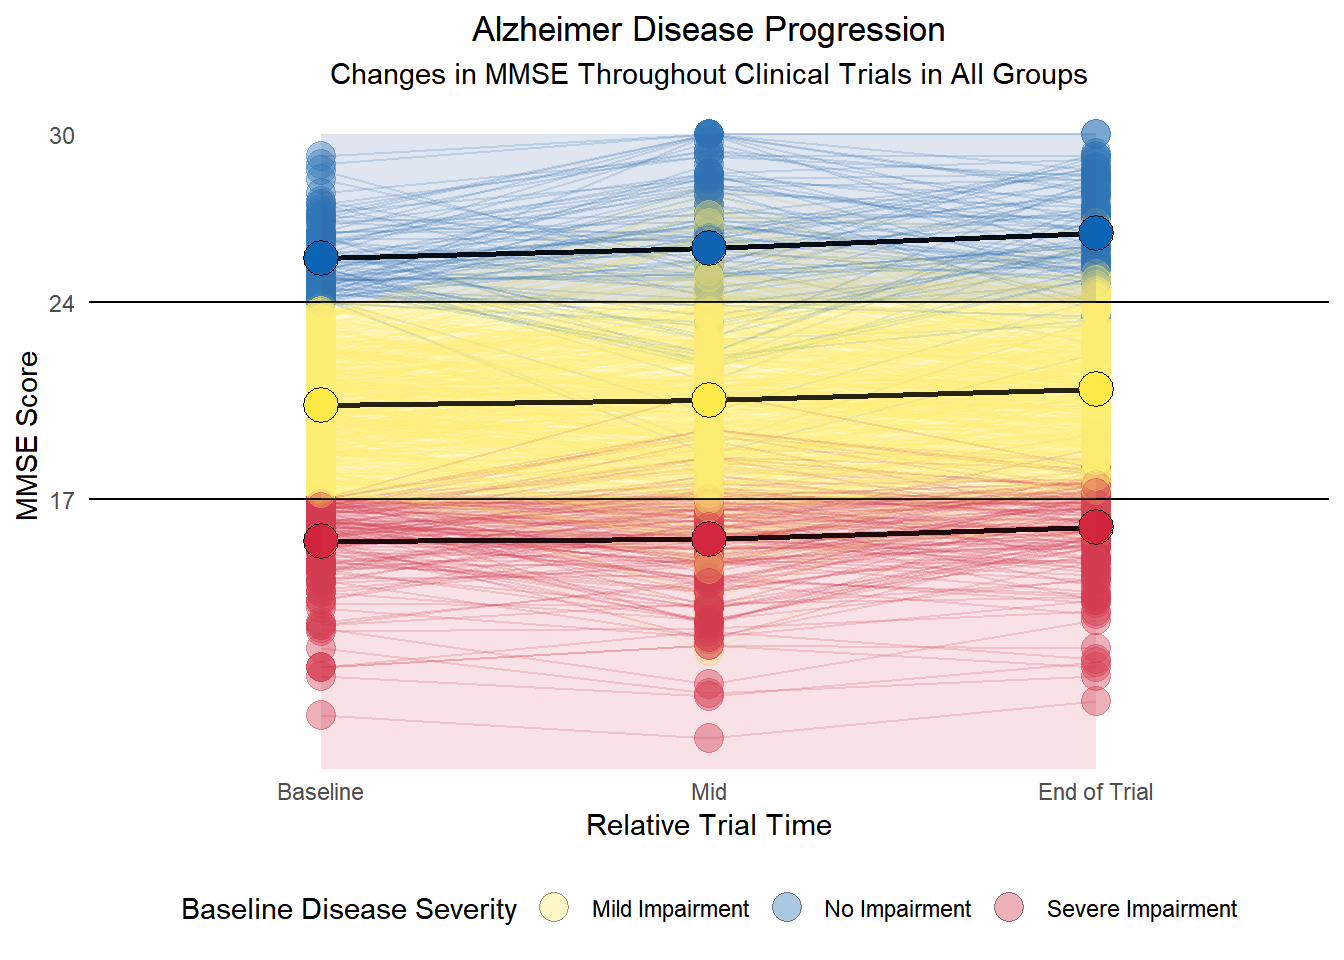 Alzheimer Disease Progression
Changes in MMSE Throughout Clinical Trials in All Groups
30
24
17
MMSE Score
Baseline Mid End of Trial
Relative Trial Time
Baseline Disease Severity Mild Impairment No Impairment Severe Impairment